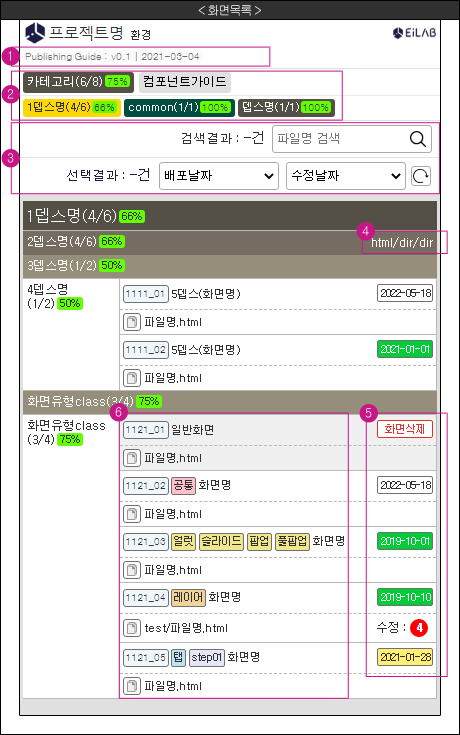 < 화면목록 >
프로젝트명 환경 EiLAB
1 Publishing Guide : v0.1 | 2021-03-04
2 카테고리(6/8) 75% 컴포넌트가이드
1뎁스명(4/6) 66% common(1/1) 100% 뎁스명(1/1) 100%
검색결과 : -건 파일명 검색
3 선택결과 : -건 배포날짜 수정날짜
1뎁스명(4/6) 66%
2뎁스명(4/6) 66% 4 html/dir/dir
3뎁스명(1/2) 50%
4뎁스명 (1/2) 50%
1111_01 5뎁스(화면명) 2022-05-18
파일명.html
1111_02 5뎁스(화면명) 2021-01-01
파일명.html
화면유형class(3/4) 75%
6 5
화면유형class (3/4) 75%
1121_01 일반화면 화면삭제
파일명.html
1121_02 공통 화면명 2022-05-18
파일명.html
1121_03 얼럿 슬라이드 팝업 풀팝업 화면명 2019-10-01
파일명.html
1121_04 레이어 화면명 2019-10-10
test/파일명.html 수정 : 4
1121_05 탭 step01 화면명 2021-01-28
파일명.html